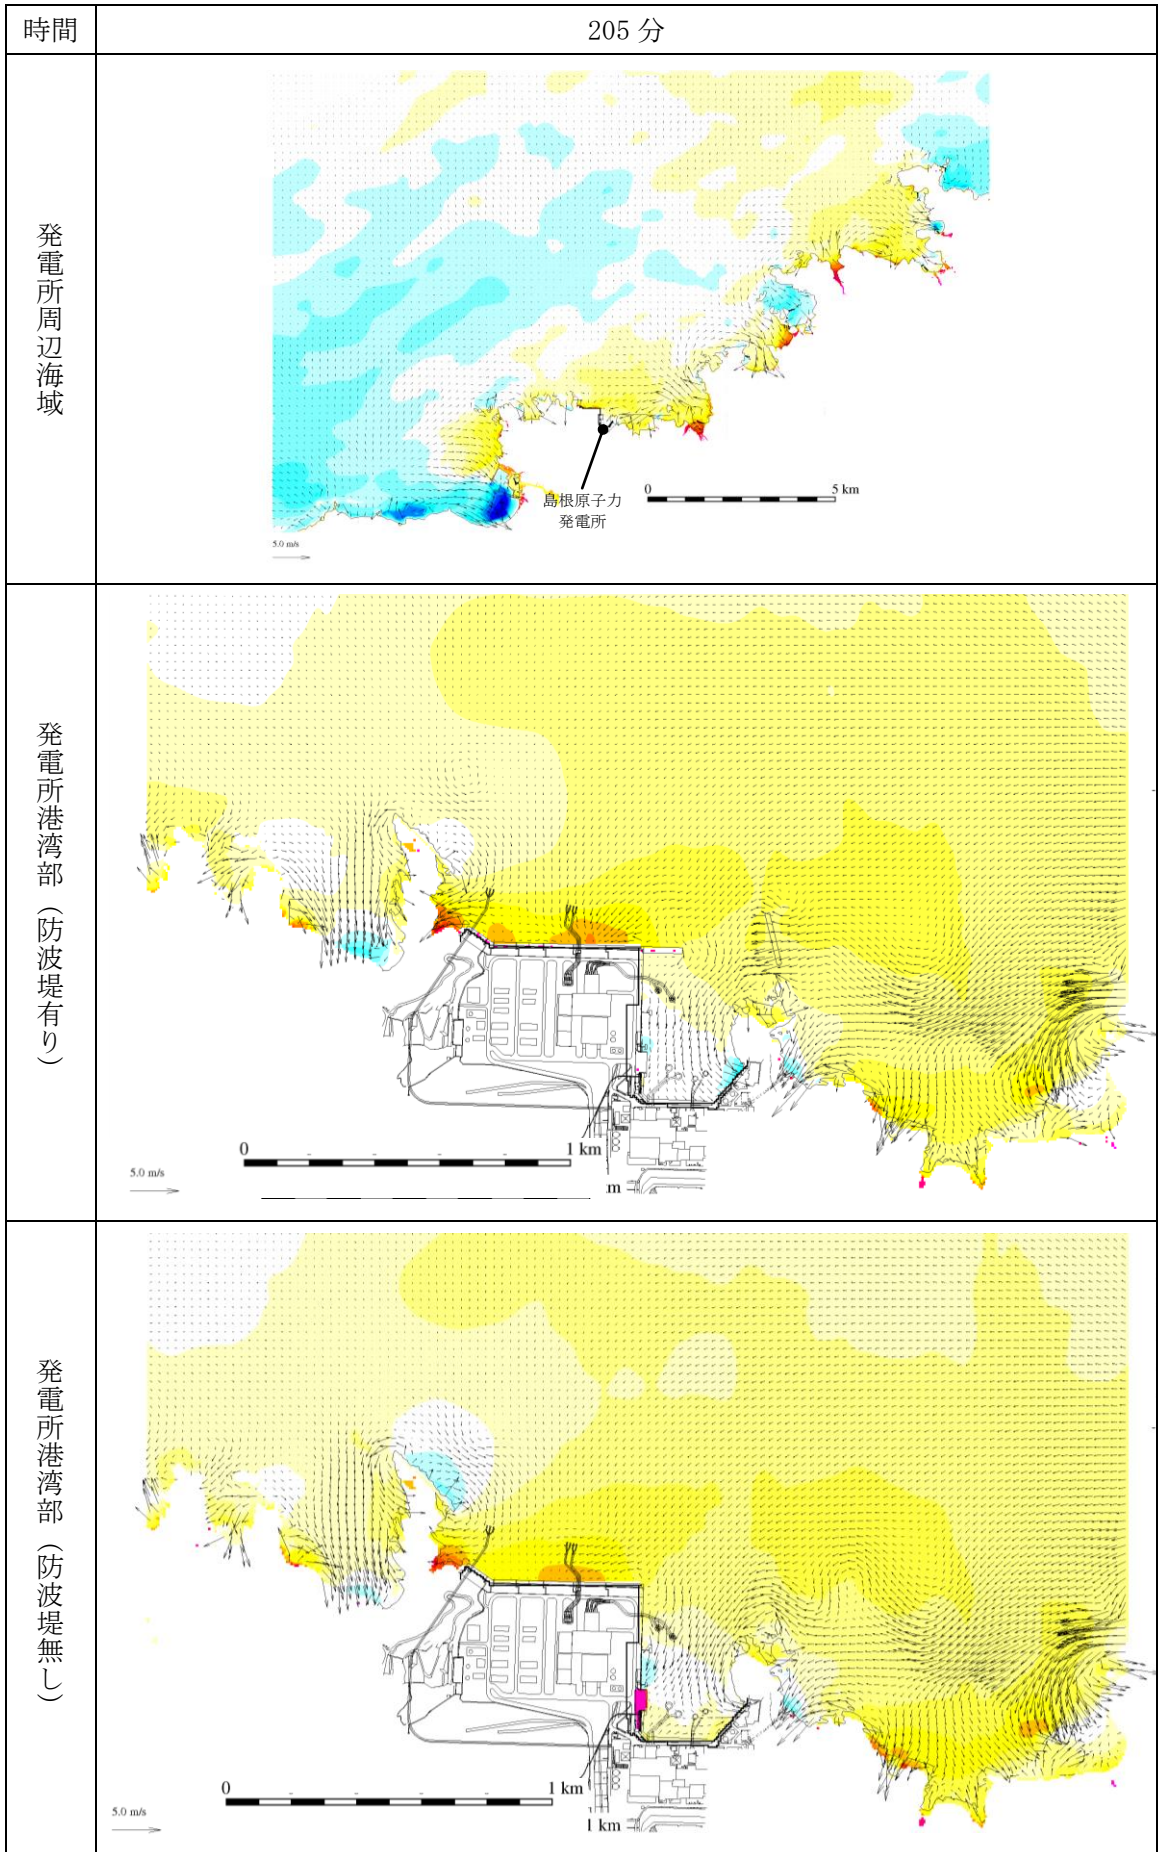 時間
205 分
発電所周辺海域
島根原子力
発電所
0
5 km
5.0 m/s
発電所港湾部（防波堤有り）
0
1 km
5.0 m/s
m
発電所港湾部（防波堤無し）
0
1 km
5.0 m/s
1 km